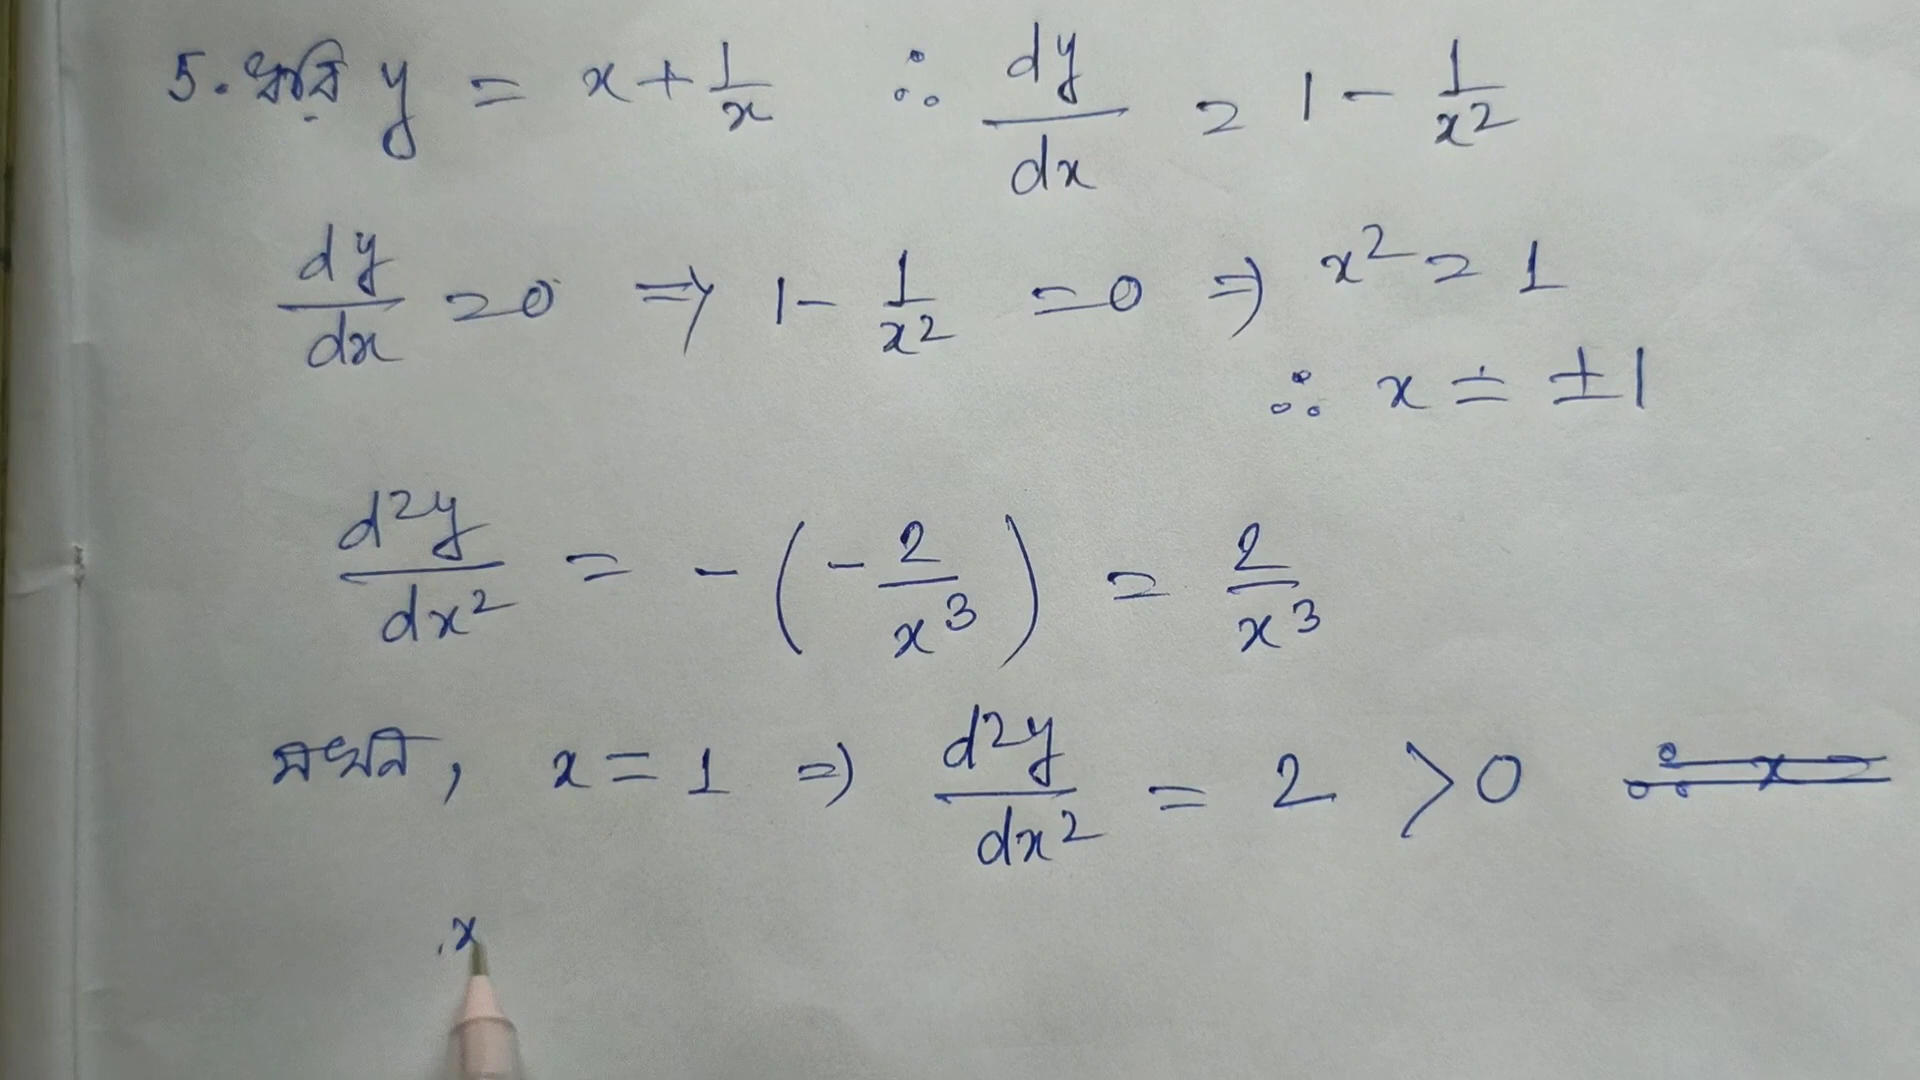 5. ধরি y = x + 1/x ∴ dy/dx = 1 - 1/x²
dy/dx = 0 ⇒ 1 - 1/x² = 0 ⇒ x² = 1
∴ x = ±1
d²y/dx² = - (- 2/x³) = 2/x³
যখন, x = 1 ⇒ d²y/dx² = 2 > 0
x